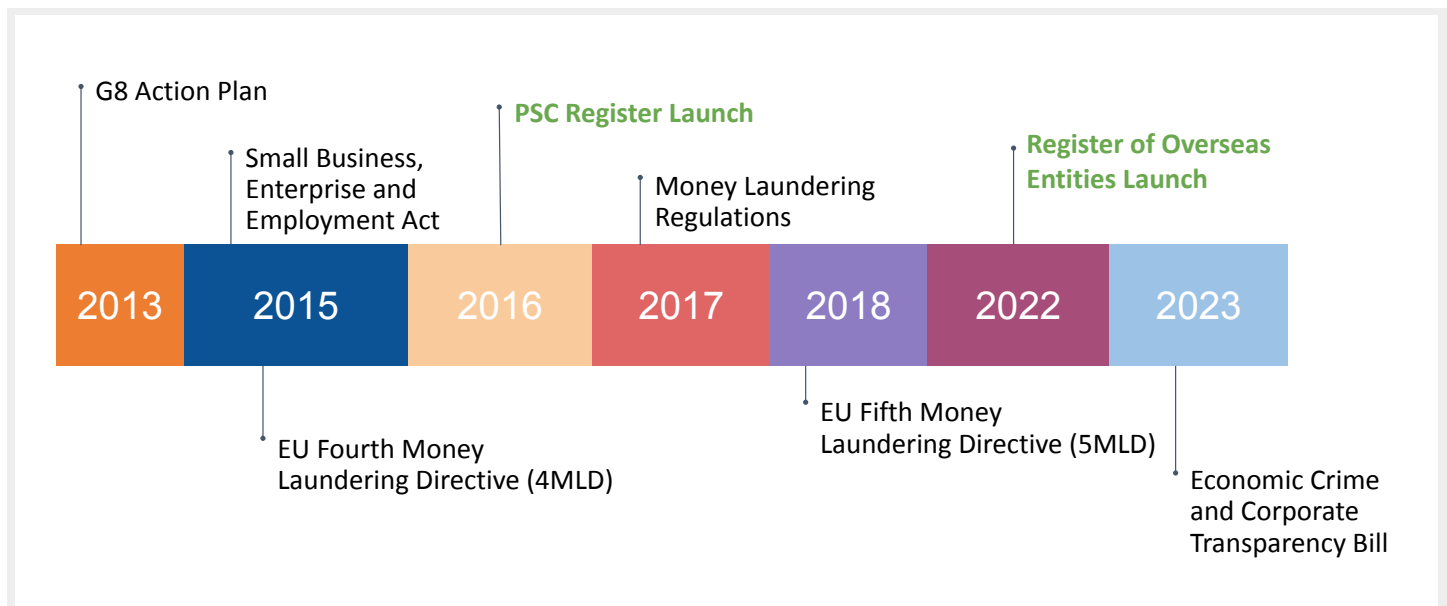 G8 Action Plan
Small Business,
Enterprise and
Employment Act
PSC Register Launch
Money Laundering
Regulations
Register of Overseas
Entities Launch
2013
2015
2016
2017
2018
2022
2023
EU Fourth Money
Laundering Directive (4MLD)
EU Fifth Money
Laundering Directive (5MLD)
Economic Crime
and Corporate
Transparency Bill